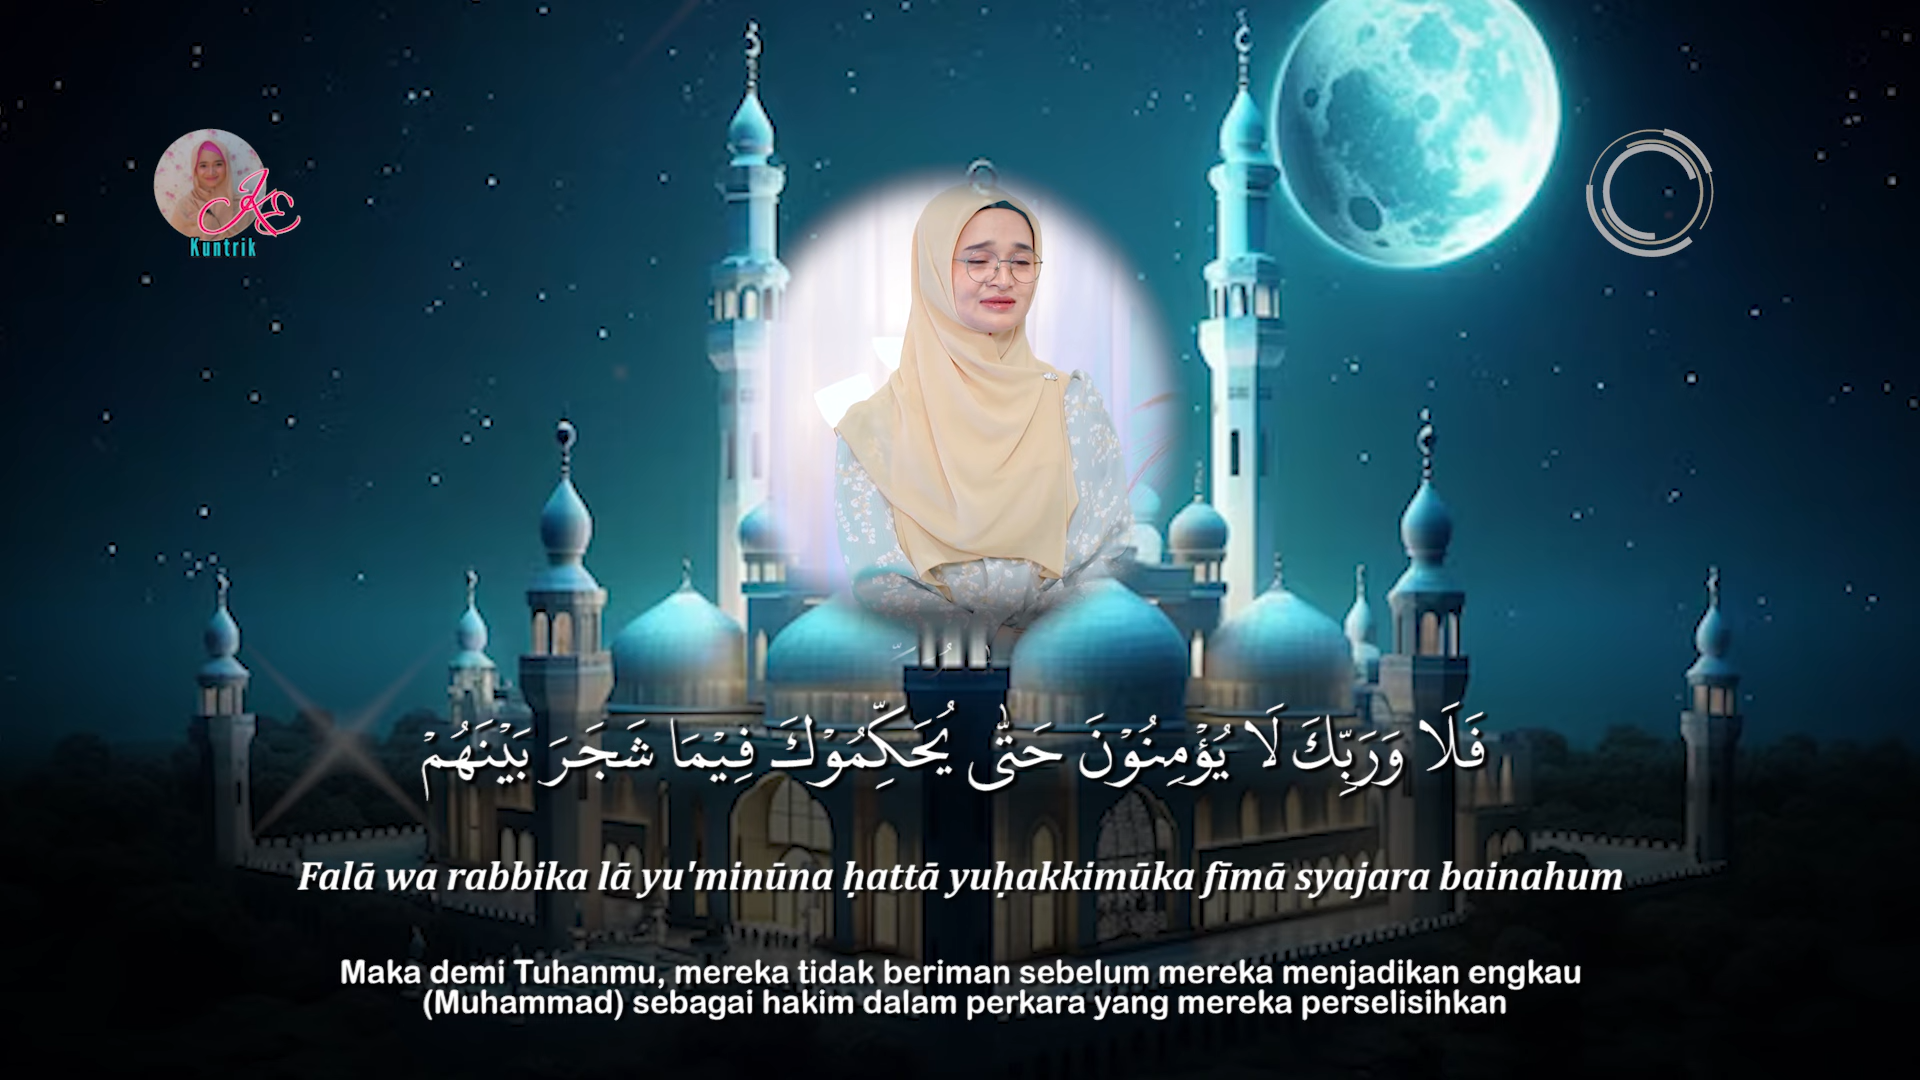 Kuntrik
فَلَا وَرَبِّكَ لَا يُؤْمِنُوْنَ حَتّٰى يُحَكِّمُوْكَ فِيْمَا شَجَرَ بَيْنَهُمْ
Falā wa rabbika lā yu'minūna ḥattā yuḥakkimūka fīmā syajara bainahum
Maka demi Tuhanmu, mereka tidak beriman sebelum mereka menjadikan engkau
(Muhammad) sebagai hakim dalam perkara yang mereka perselisihkan